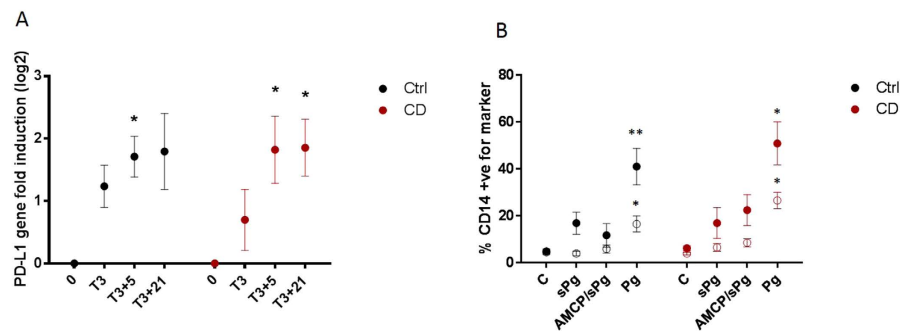 A
PD-L1 gene fold induction (log2)
3
2
1
0
* * *
0 T3 T3+5 T3+21 0 T3 T3+5 T3+21
Ctrl
CD
B
% CD14 +ve for marker
80
60
40
20
0
** *
* *
C sPg AMCP/sPg Pg C sPg AMCP/sPg Pg
Ctrl
CD